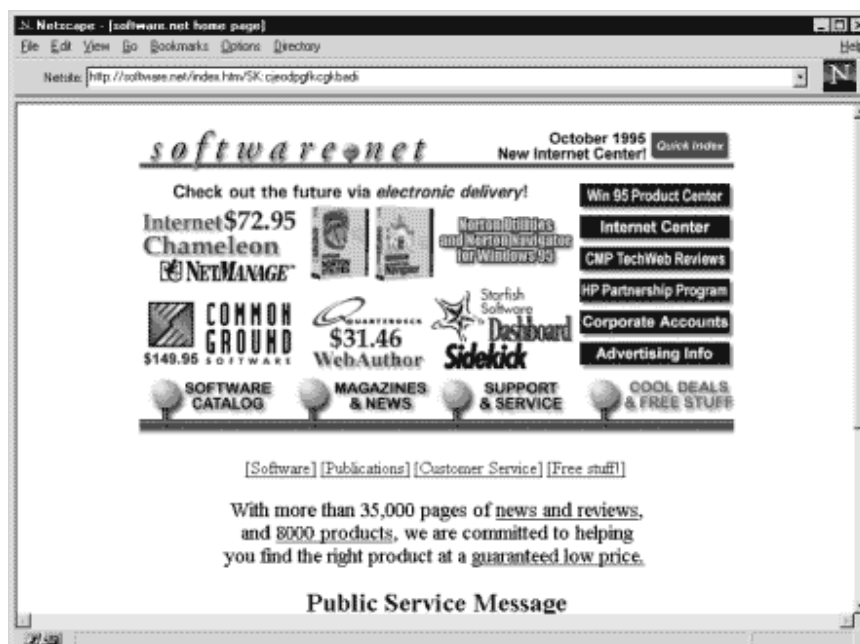 Netscape - [software.net home page]
File Edit View Go Bookmarks Options Directory Help
Netsite: http://software.net/index.htm/SK:cjeodpgfkcgkbadi
N
software.net
October 1995
New Internet Center!
Quick Index
Check out the future via electronic delivery!
Internet $72.95
Chameleon
NETMANAGE
Norton Utilities
and Norton Navigator
for Windows 95
Win 95 Product Center
Internet Center
CMP TechWeb Reviews
HP Partnership Program
Corporate Accounts
Advertising Info
COMMON
GROUND
SOFTWARE
$149.95
QUARTERDECK
$31.46
WebAuthor
Starfish
Software
Dashboard
Sidekick
SOFTWARE
CATALOG
MAGAZINES
& NEWS
SUPPORT
& SERVICE
COOL DEALS
& FREE STUFF
[Software] [Publications] [Customer Service] [Free stuff!]
With more than 35,000 pages of news and reviews,
and 8000 products, we are committed to helping
you find the right product at a guaranteed low price.
Public Service Message